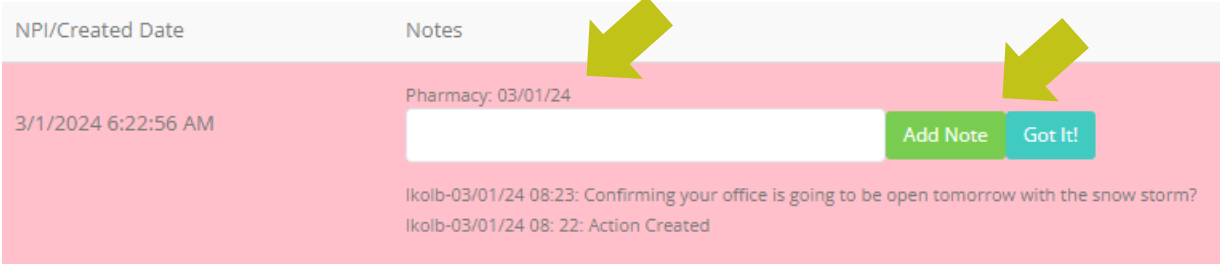 NPI/Created Date Notes
Pharmacy: 03/01/24
3/1/2024 6:22:56 AM
Add Note Got It!
lkolb-03/01/24 08:23: Confirming your office is going to be open tomorrow with the snow storm?
lkolb-03/01/24 08: 22: Action Created